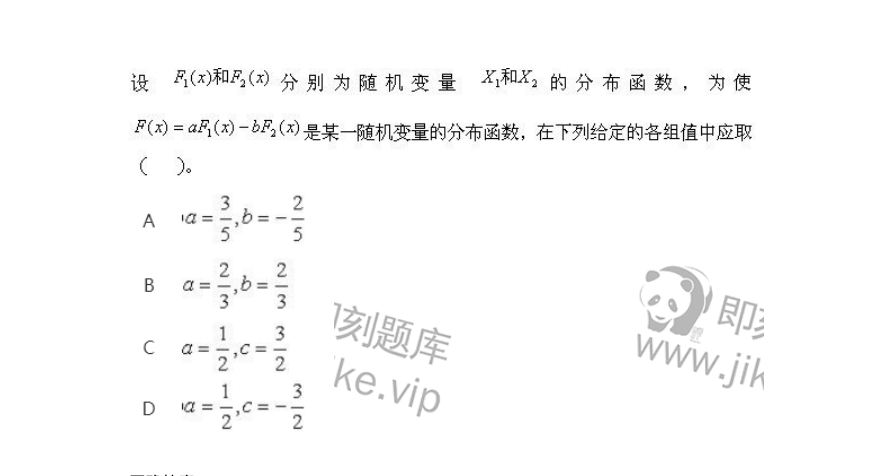 设 F₁(x)和F₂(x) 分别为随机变量 X₁和X₂ 的分布函数，为使
F(x) = aF₁(x) − bF₂(x) 是某一随机变量的分布函数，在下列给定的各组值中应取
（ ）。
A a = 3/5, b = −2/5
B a = 2/3, b = 2/3
C a = 1/2, c = 3/2
D a = 1/2, c = −3/2
刻题库
ke.vip
即
www.jik